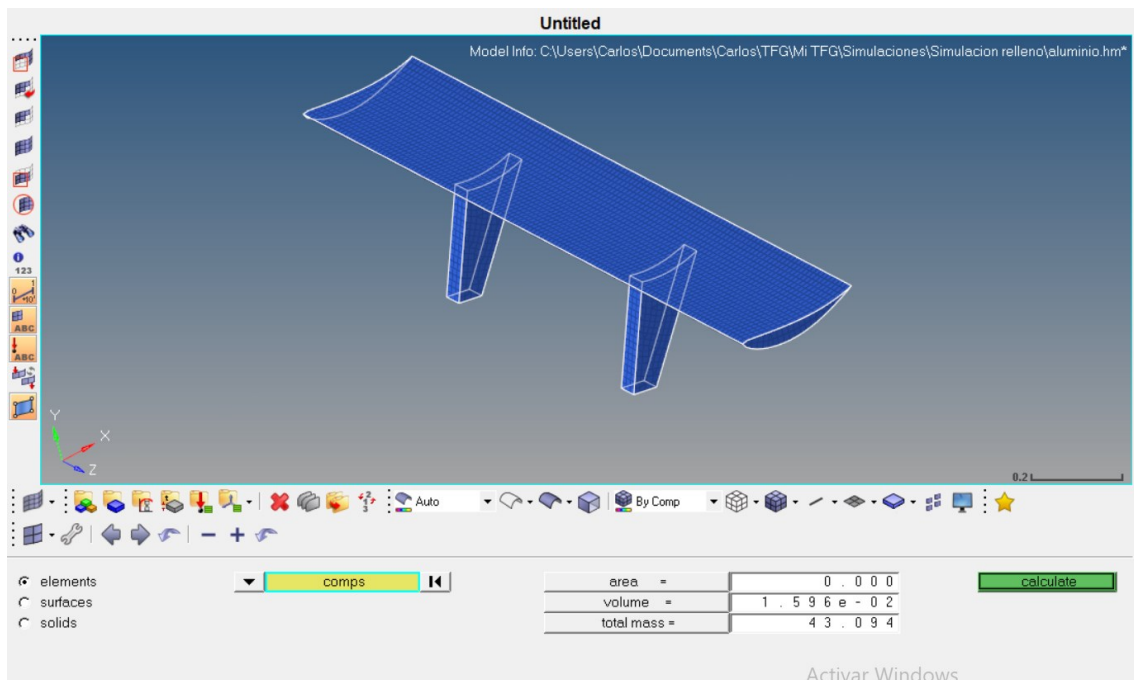 Untitled
Model Info: C:\Users\Carlos\Documents\Carlos\TFG\Mi TFG\Simulaciones\Simulacion relleno\aluminio.hm*
123
ABC
ABC
Y
X
Z
0.2
Auto
By Comp
elements
comps
area =
0.000
calculate
surfaces
volume =
1.596e-02
solids
total mass =
43.094
Activar Windows